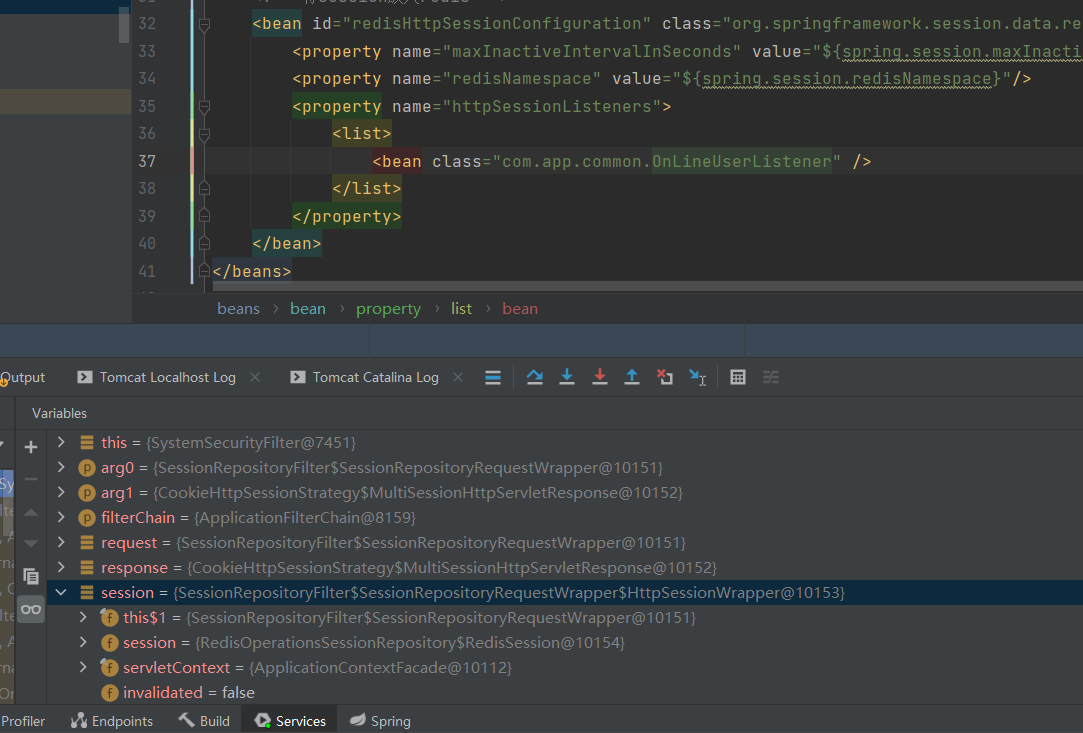 32 <bean id="redisHttpSessionConfiguration" class="org.springframework.session.data.re
33 <property name="maxInactiveIntervalInSeconds" value="${spring.session.maxInacti
34 <property name="redisNamespace" value="${spring.session.redisNamespace}"/>
35 <property name="httpSessionListeners">
36 <list>
37 <bean class="com.app.common.OnLineUserListener" />
38 </list>
39 </property>
40 </bean>
41 </beans>
beans › bean › property › list › bean
Output Tomcat Localhost Log × Tomcat Catalina Log ×
Variables
this = {SystemSecurityFilter@7451}
arg0 = {SessionRepositoryFilter$SessionRepositoryRequestWrapper@10151}
arg1 = {CookieHttpSessionStrategy$MultiSessionHttpServletResponse@10152}
filterChain = {ApplicationFilterChain@8159}
request = {SessionRepositoryFilter$SessionRepositoryRequestWrapper@10151}
response = {CookieHttpSessionStrategy$MultiSessionHttpServletResponse@10152}
session = {SessionRepositoryFilter$SessionRepositoryRequestWrapper$HttpSessionWrapper@10153}
this$1 = {SessionRepositoryFilter$SessionRepositoryRequestWrapper@10151}
session = {RedisOperationsSessionRepository$RedisSession@10154}
servletContext = {ApplicationContextFacade@10112}
invalidated = false
Profiler Endpoints Build Services Spring